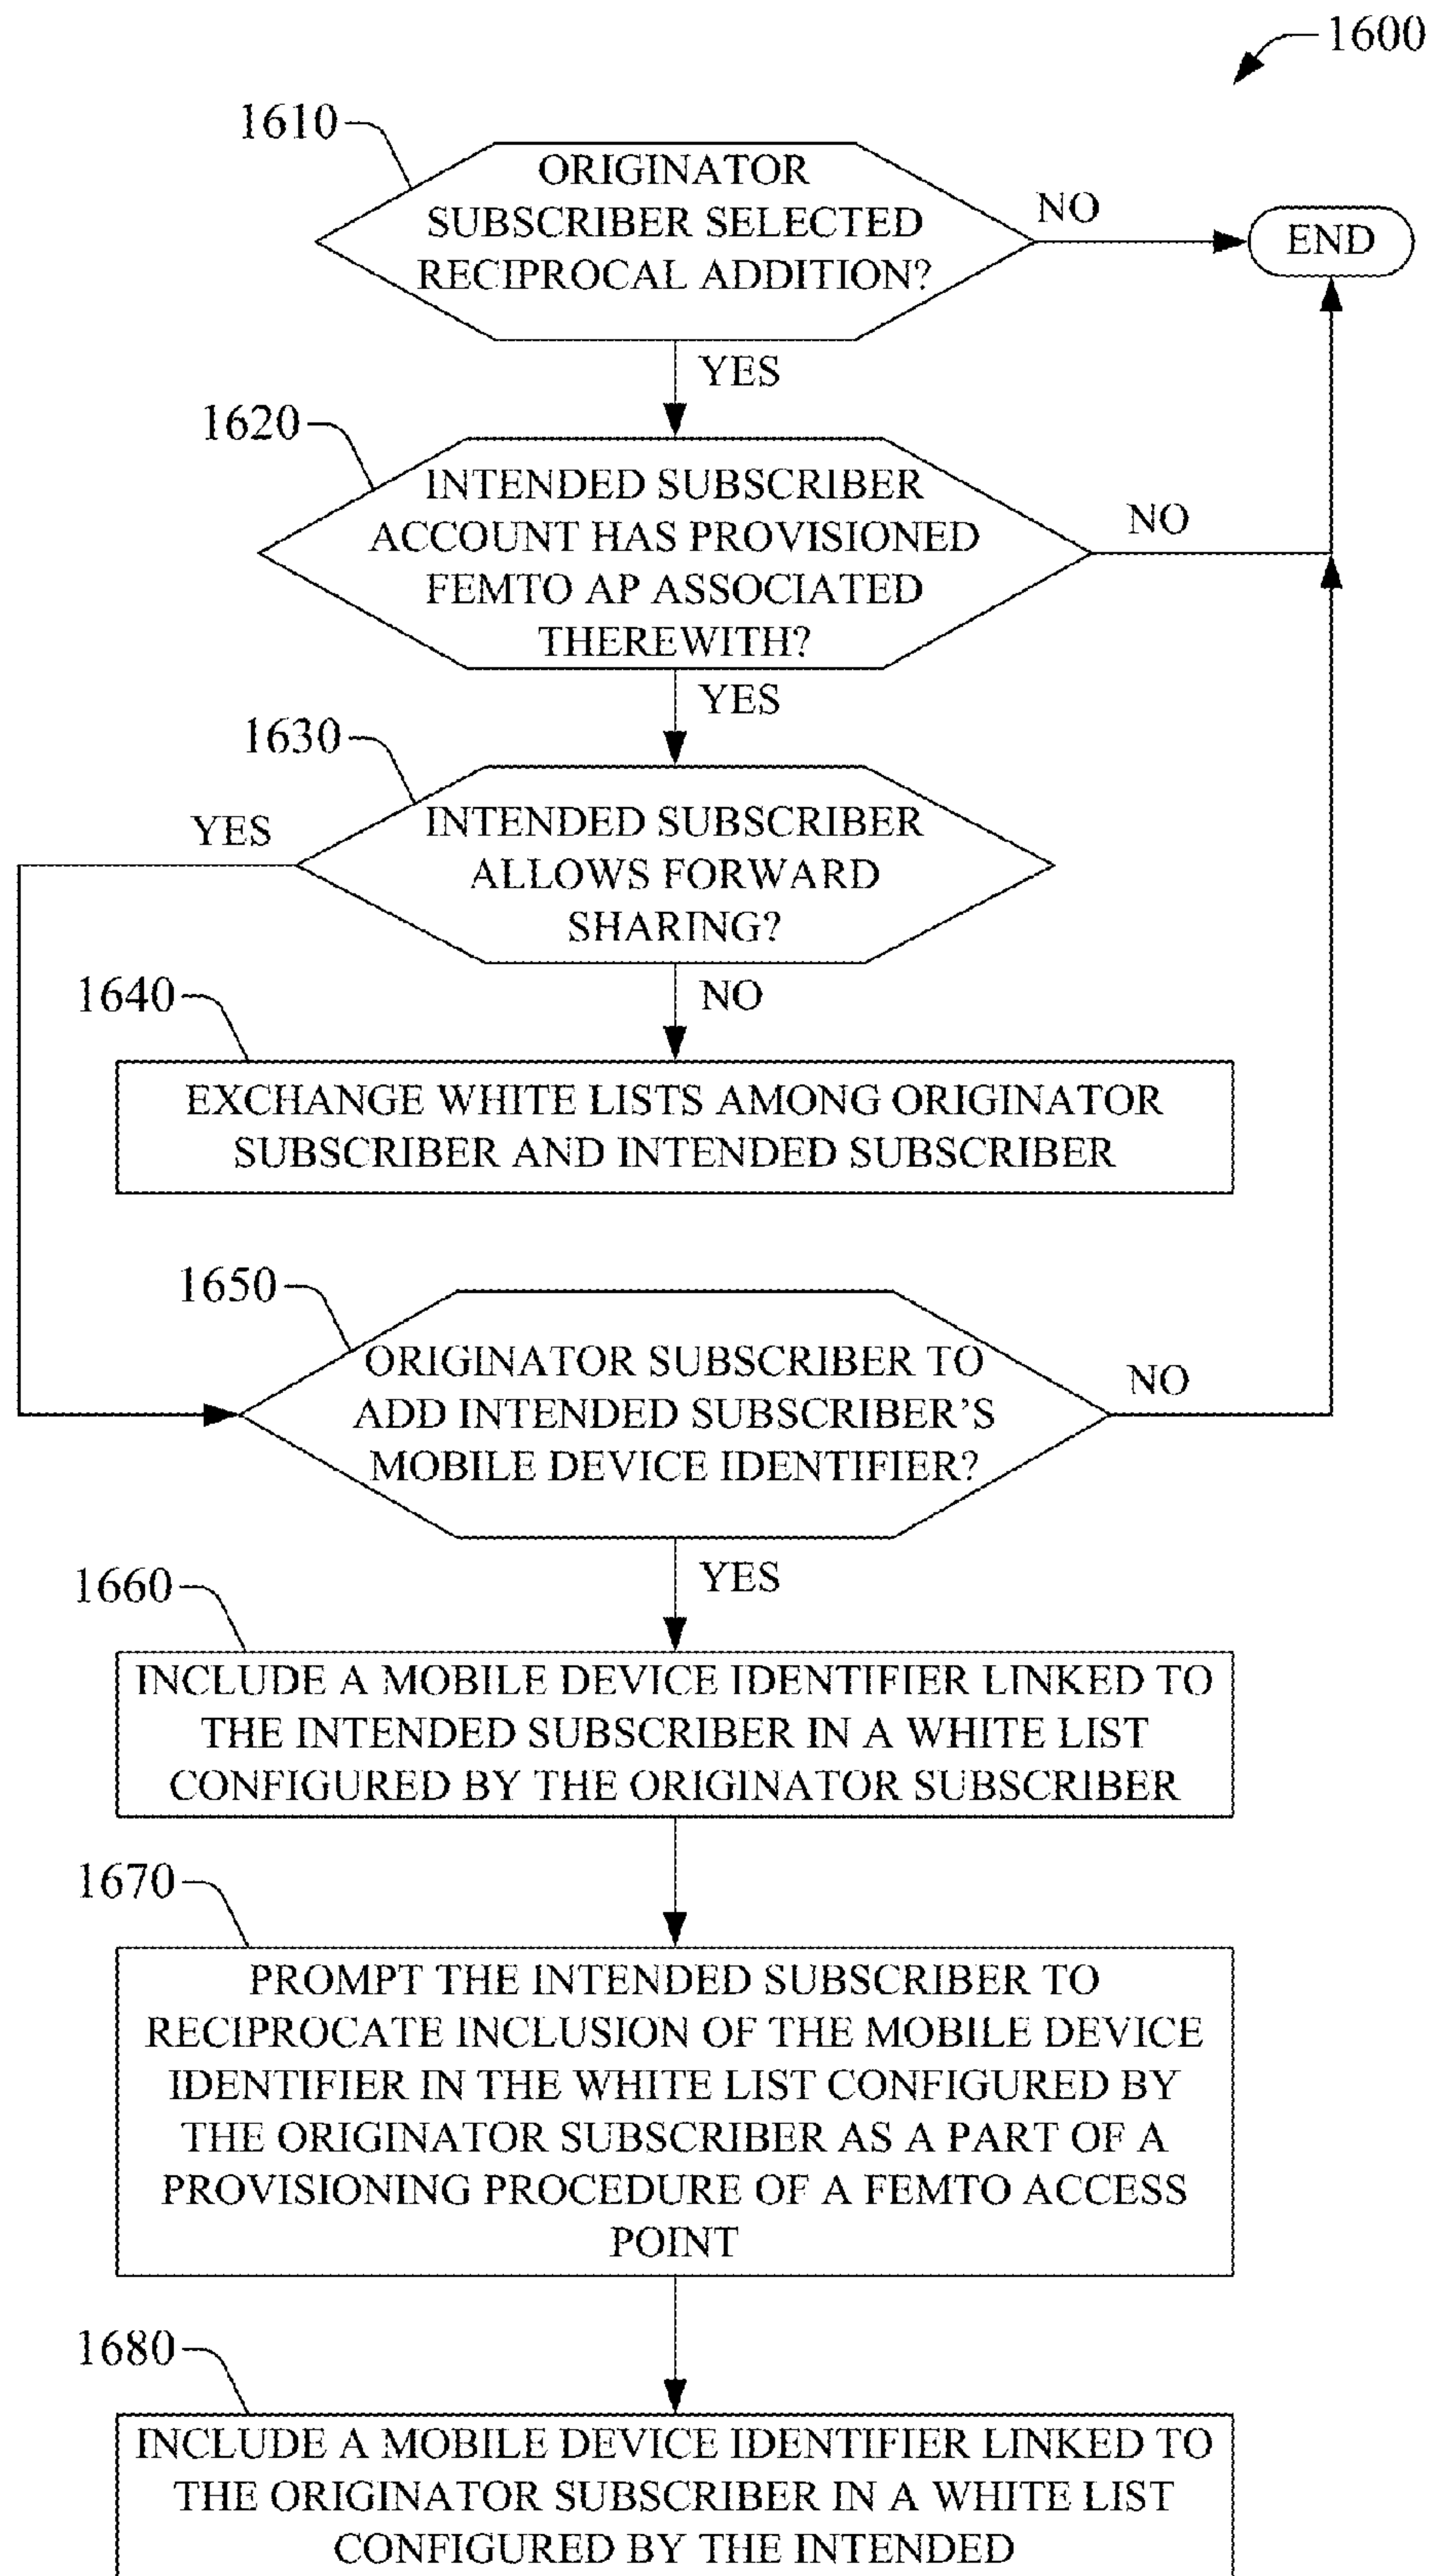 1600
1610
ORIGINATOR
SUBSCRIBER SELECTED
RECIPROCAL ADDITION?
NO
END
YES
1620
INTENDED SUBSCRIBER
ACCOUNT HAS PROVISIONED
FEMTO AP ASSOCIATED
THEREWITH?
NO
YES
1630
YES
INTENDED SUBSCRIBER
ALLOWS FORWARD
SHARING?
NO
1640
EXCHANGE WHITE LISTS AMONG ORIGINATOR
SUBSCRIBER AND INTENDED SUBSCRIBER
1650
ORIGINATOR SUBSCRIBER TO
ADD INTENDED SUBSCRIBER'S
MOBILE DEVICE IDENTIFIER?
NO
YES
1660
INCLUDE A MOBILE DEVICE IDENTIFIER LINKED TO
THE INTENDED SUBSCRIBER IN A WHITE LIST
CONFIGURED BY THE ORIGINATOR SUBSCRIBER
1670
PROMPT THE INTENDED SUBSCRIBER TO
RECIPROCATE INCLUSION OF THE MOBILE DEVICE
IDENTIFIER IN THE WHITE LIST CONFIGURED BY
THE ORIGINATOR SUBSCRIBER AS A PART OF A
PROVISIONING PROCEDURE OF A FEMTO ACCESS
POINT
1680
INCLUDE A MOBILE DEVICE IDENTIFIER LINKED TO
THE ORIGINATOR SUBSCRIBER IN A WHITE LIST
CONFIGURED BY THE INTENDED